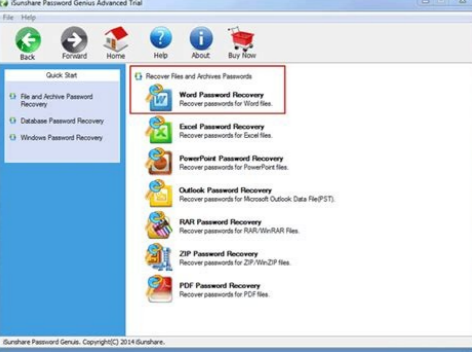 iSunshare Password Genius Advanced Trial
File Help
Back Forward Home Help About Buy Now
Quick Start
File and Archive Password
Recovery
Database Password Recovery
Windows Password Recovery
Recover Files and Archives Passwords
Word Password Recovery
Recover passwords for Word files.
Excel Password Recovery
Recover passwords for Excel files.
PowerPoint Password Recovery
Recover passwords for PowerPoint files.
Outlook Password Recovery
Recover passwords for Microsoft Outlook Data File(PST).
RAR Password Recovery
Recover passwords for RAR/WinRAR Files.
ZIP Password Recovery
Recover passwords for ZIP/WinZIP files.
PDF Password Recovery
Recover passwords for PDF files.
iSunshare Password Genius. Copyright(C) 2014 iSunshare.